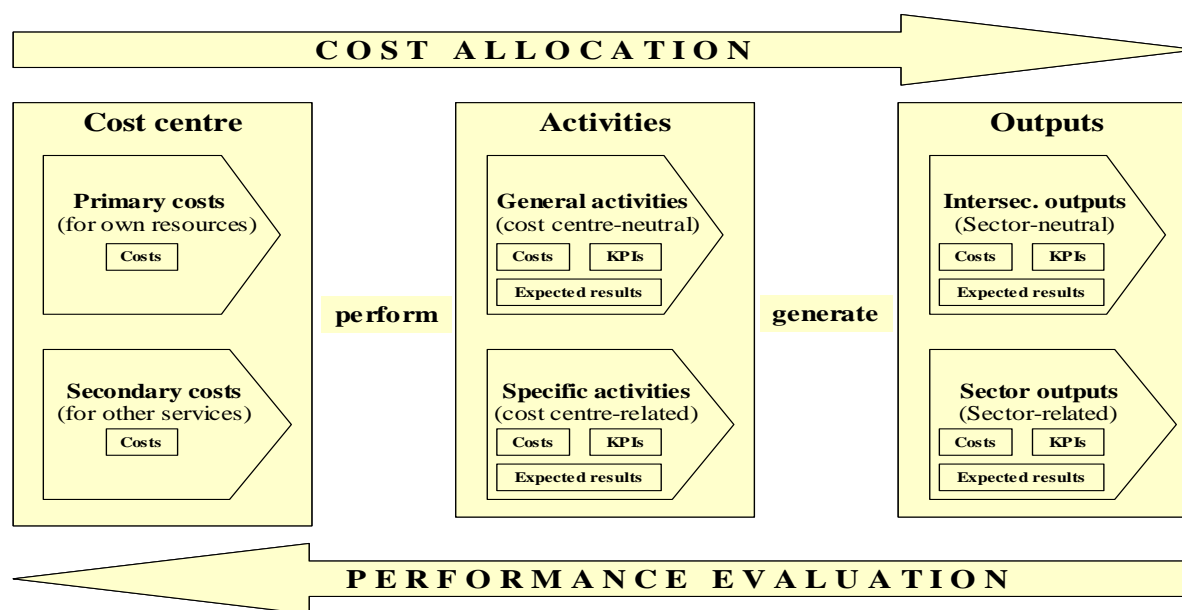 COST ALLOCATION
Cost centre
Primary costs
(for own resources)
Costs
Secondary costs
(for other services)
Costs
perform
Activities
General activities
(cost centre-neutral)
Costs KPIs
Expected results
Specific activities
(cost centre-related)
Costs KPIs
Expected results
generate
Outputs
Intersec. outputs
(Sector-neutral)
Costs KPIs
Expected results
Sector outputs
(Sector-related)
Costs KPIs
Expected results
PERFORMANCE EVALUATION